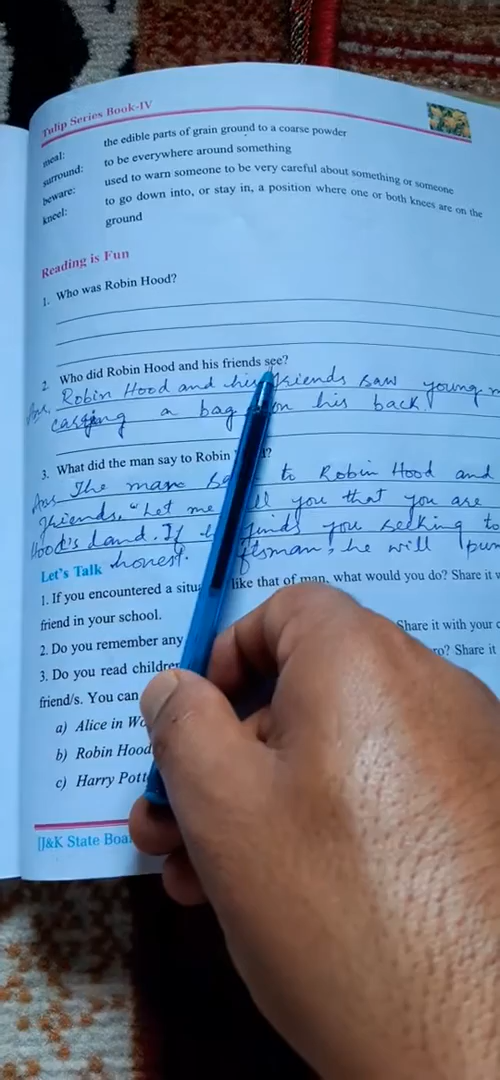 Tulip Series Book-IV
meal: the edible parts of grain ground to a coarse powder
surround: to be everywhere around something
beware: used to warn someone to be very careful about something or someone
kneel: to go down into, or stay in, a position where one or both knees are on the
ground
Reading is Fun
1. Who was Robin Hood?
2. Who did Robin Hood and his friends see?
Ans, Robin Hood and his friends saw young
a bag on his back
3. What did the man say to Robin
Ans The man to Robin Hood and
friends, "Let me you that you are
Hood's Land. If finds you seeking to
honest. he will
Let's Talk
1. If you encountered a like that of man, what would you do? Share it
friend in your school.
2. Do you remember any Share it with your
3. Do you read Share it
friend/s. You can
a) Alice in
b) Robin Hood
c) Harry
J&K State